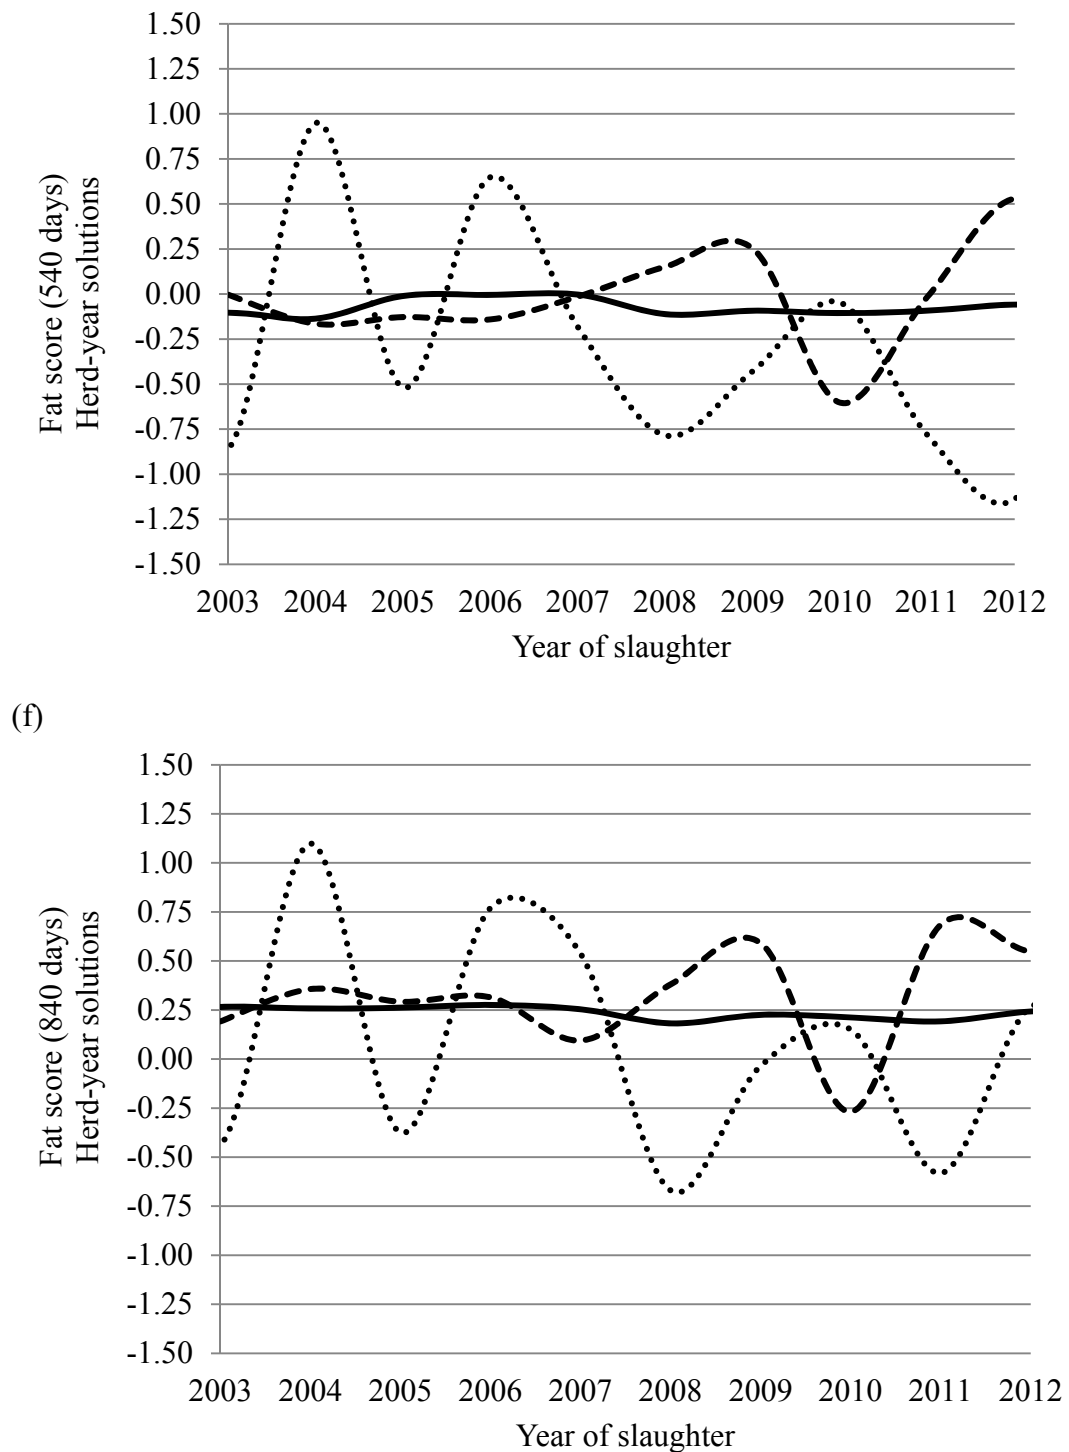 1.50
1.25
1.00
0.75
0.50
0.25
0.00
-0.25
-0.50
-0.75
-1.00
-1.25
-1.50
Fat score (540 days)
Herd-year solutions
2003 2004 2005 2006 2007 2008 2009 2010 2011 2012
Year of slaughter
(f)
1.50
1.25
1.00
0.75
0.50
0.25
0.00
-0.25
-0.50
-0.75
-1.00
-1.25
-1.50
Fat score (840 days)
Herd-year solutions
2003 2004 2005 2006 2007 2008 2009 2010 2011 2012
Year of slaughter